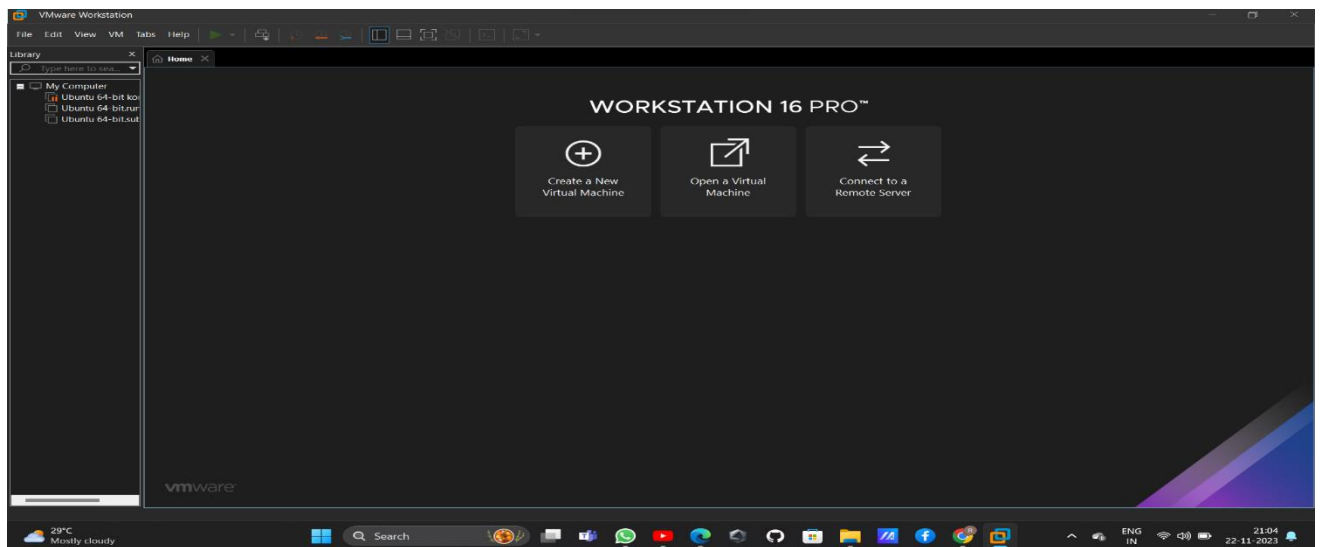 VMware Workstation
File Edit View VM Tabs Help
Library
Type here to sea...
Home
My Computer
Ubuntu 64-bit
Ubuntu 64-bit.run
Ubuntu 64-bit.sub
WORKSTATION 16 PRO™
Create a New
Virtual Machine
Open a Virtual
Machine
Connect to a
Remote Server
vmware
29°C
Mostly cloudy
Search
ENG
IN
21:04
22-11-2023